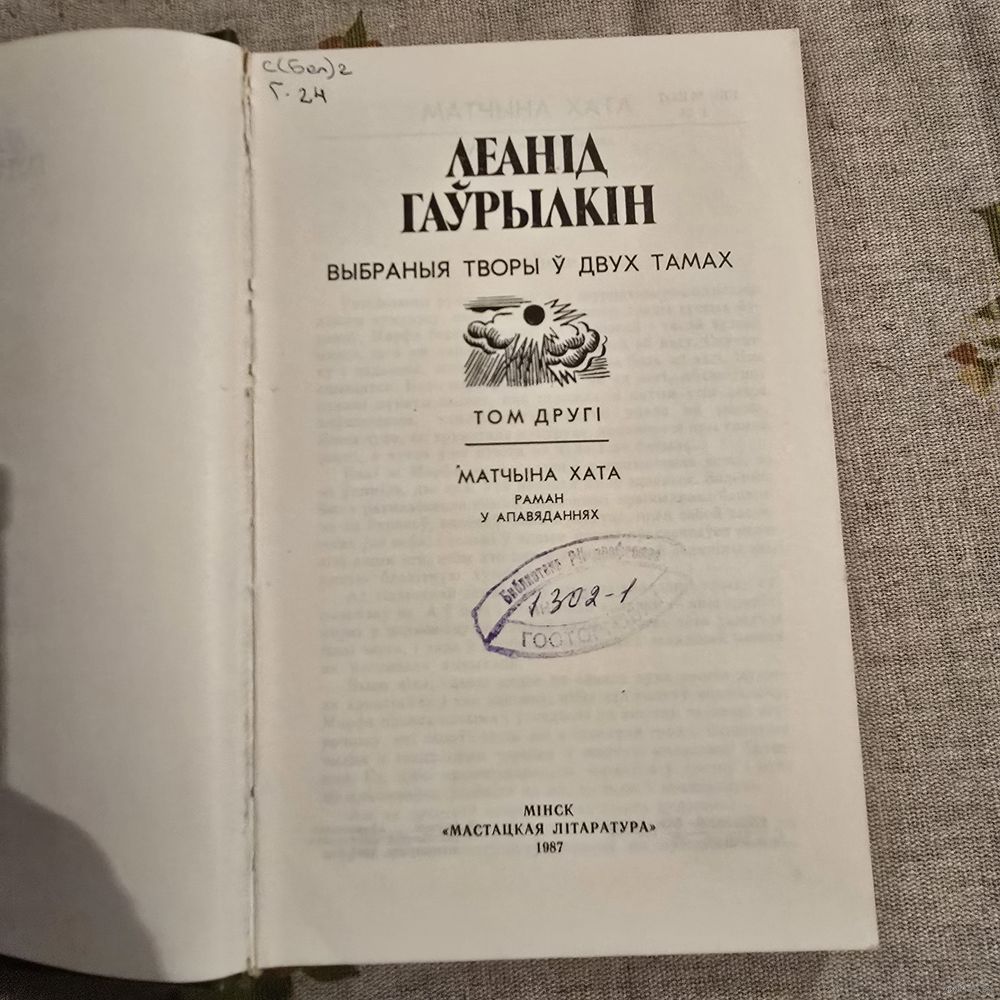 С(Бел)2
Г. 24
ЛЕАНІД
ГАЎРЫЛКІН
ВЫБРАНЫЯ ТВОРЫ Ў ДВУХ ТАМАХ
ТОМ ДРУГІ
МАТЧЫНА ХАТА
РАМАН
У АПАВЯДАННЯХ
Библиотека
1302-1
МІНСК
«МАСТАЦКАЯ ЛІТАРАТУРА»
1987